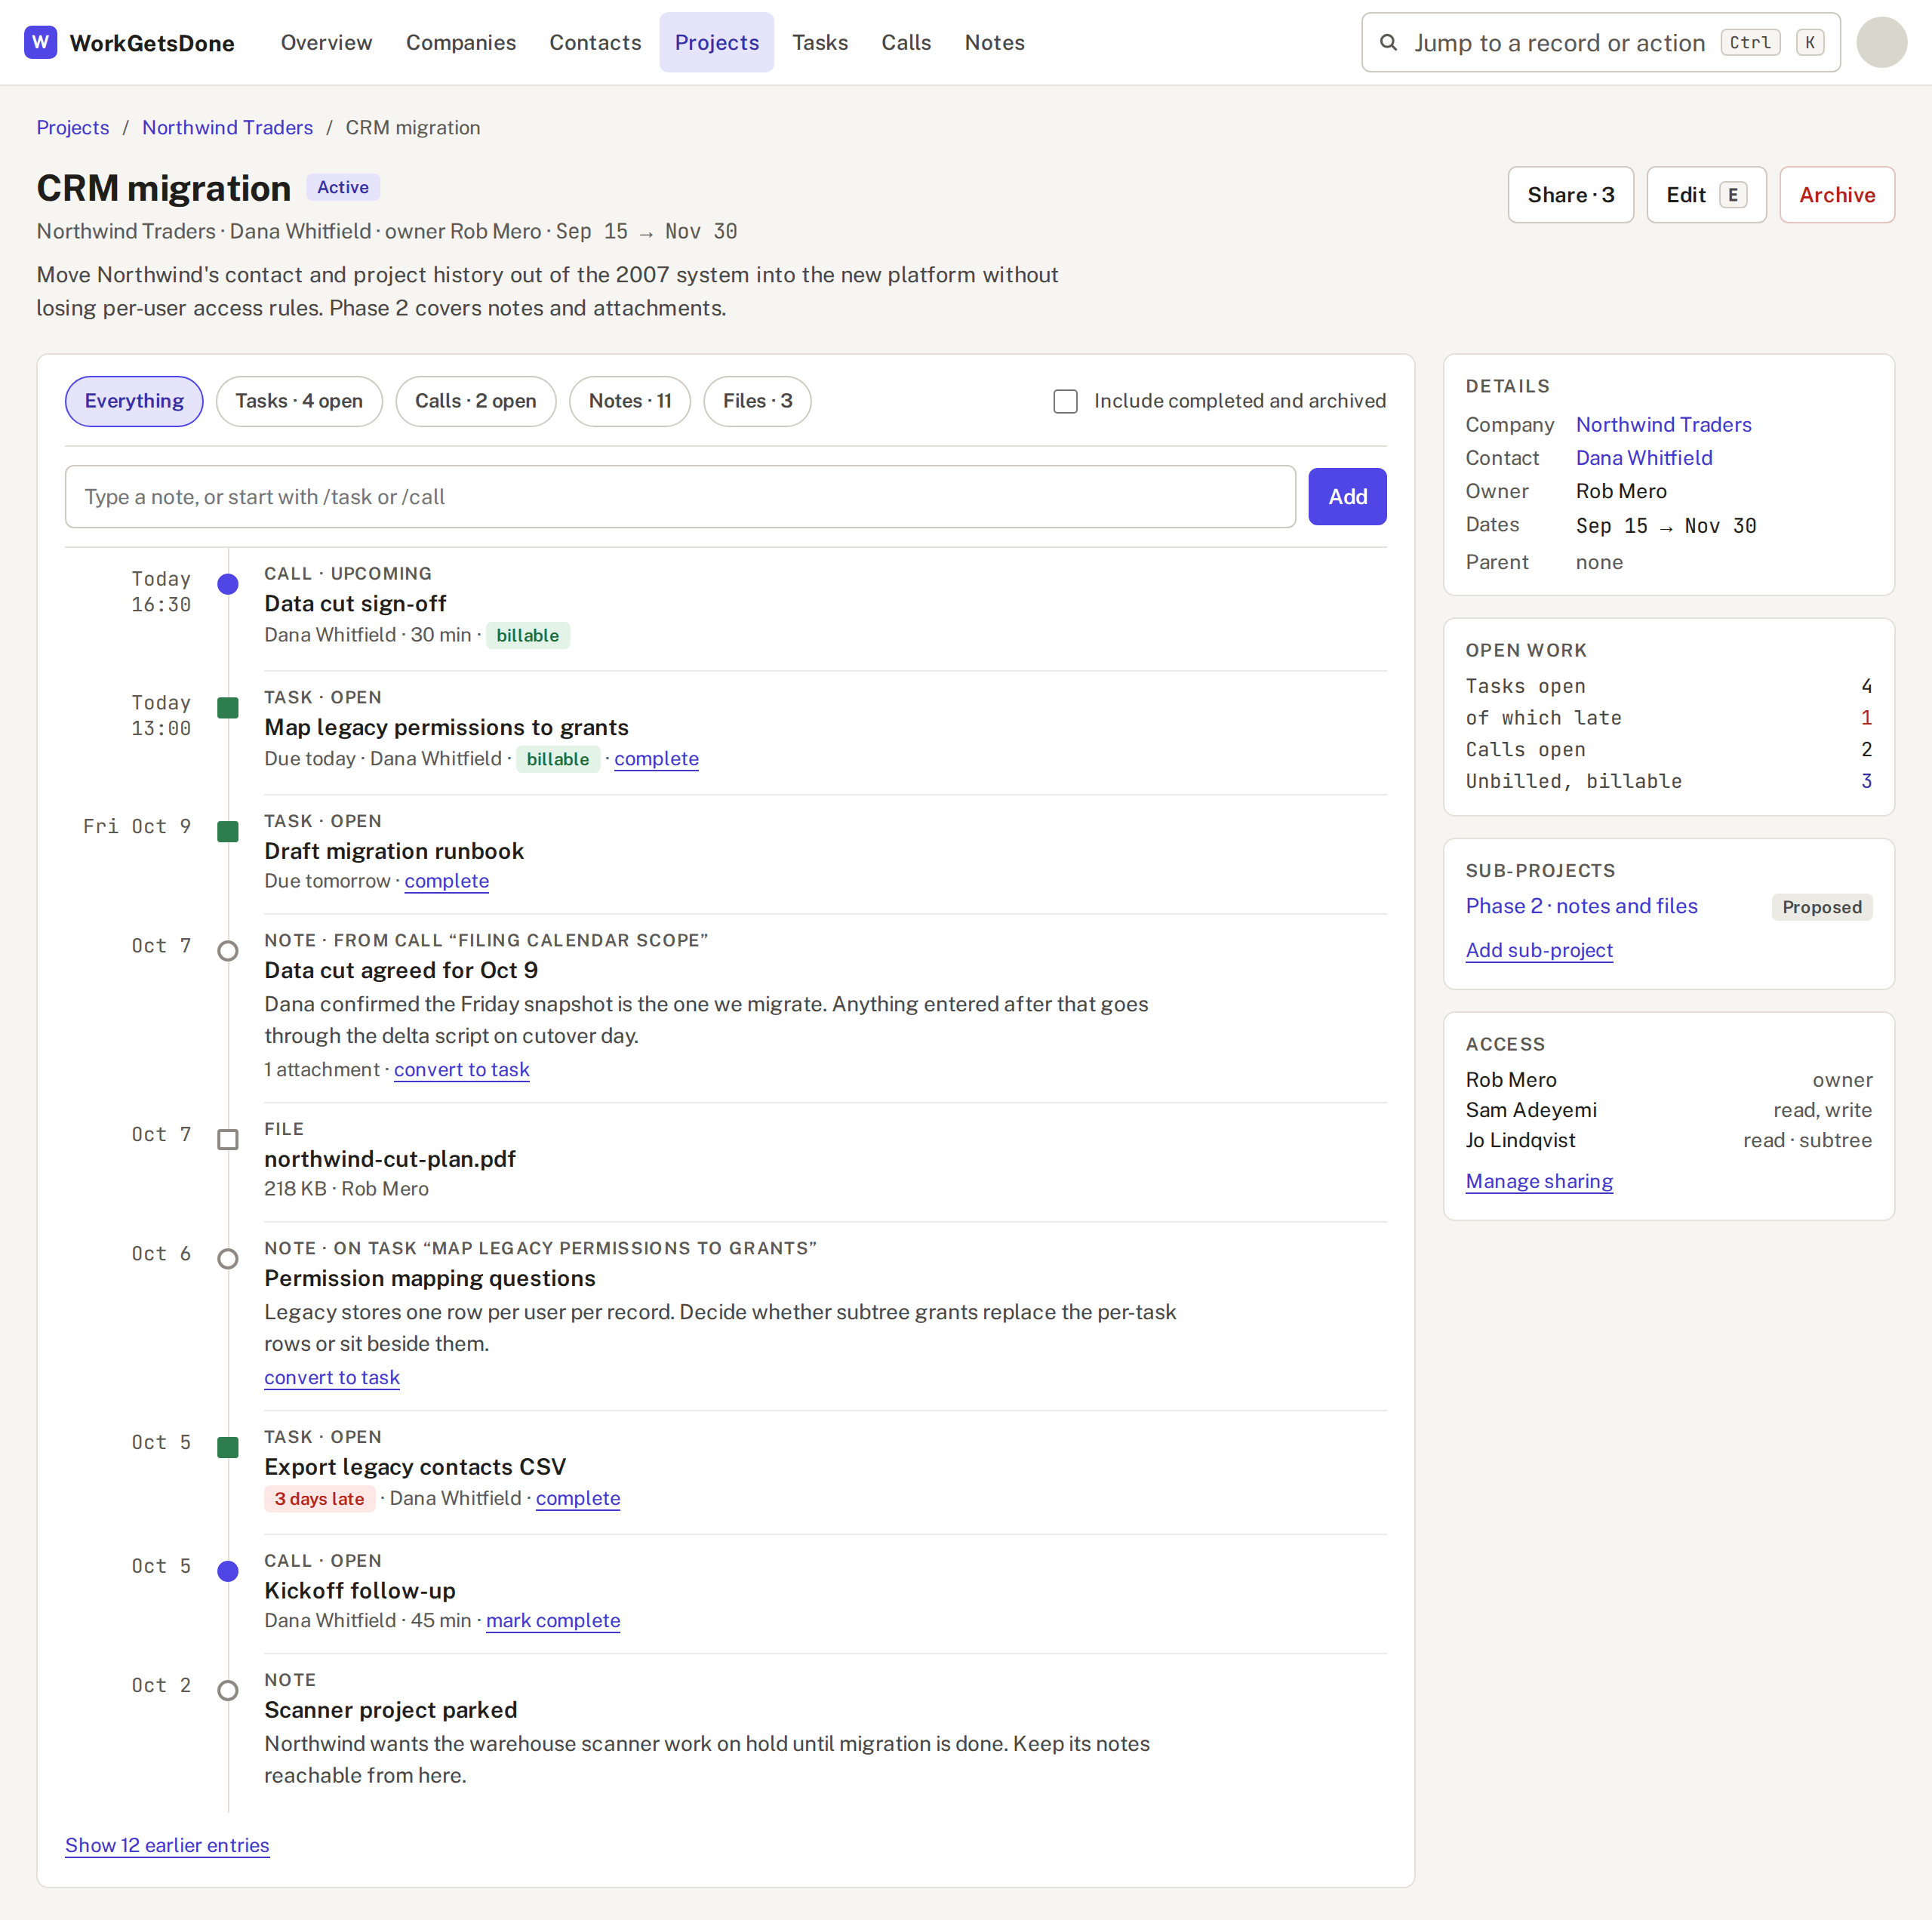 W WorkGetsDone Overview Companies Contacts Projects Tasks Calls Notes Jump to a record or action Ctrl K
Projects / Northwind Traders / CRM migration
CRM migration Active
Share · 3 Edit E Archive
Northwind Traders · Dana Whitfield · owner Rob Mero · Sep 15 → Nov 30
Move Northwind's contact and project history out of the 2007 system into the new platform without
losing per-user access rules. Phase 2 covers notes and attachments.
Everything Tasks · 4 open Calls · 2 open Notes · 11 Files · 3 Include completed and archived
Type a note, or start with /task or /call Add
Today
16:30
CALL · UPCOMING
Data cut sign-off
Dana Whitfield · 30 min · billable
Today
13:00
TASK · OPEN
Map legacy permissions to grants
Due today · Dana Whitfield · billable · complete
Fri Oct 9
TASK · OPEN
Draft migration runbook
Due tomorrow · complete
Oct 7
NOTE · FROM CALL “FILING CALENDAR SCOPE”
Data cut agreed for Oct 9
Dana confirmed the Friday snapshot is the one we migrate. Anything entered after that goes
through the delta script on cutover day.
1 attachment · convert to task
Oct 7
FILE
northwind-cut-plan.pdf
218 KB · Rob Mero
Oct 6
NOTE · ON TASK “MAP LEGACY PERMISSIONS TO GRANTS”
Permission mapping questions
Legacy stores one row per user per record. Decide whether subtree grants replace the per-task
rows or sit beside them.
convert to task
Oct 5
TASK · OPEN
Export legacy contacts CSV
3 days late · Dana Whitfield · complete
Oct 5
CALL · OPEN
Kickoff follow-up
Dana Whitfield · 45 min · mark complete
Oct 2
NOTE
Scanner project parked
Northwind wants the warehouse scanner work on hold until migration is done. Keep its notes
reachable from here.
Show 12 earlier entries
DETAILS
Company Northwind Traders
Contact Dana Whitfield
Owner Rob Mero
Dates Sep 15 → Nov 30
Parent none
OPEN WORK
Tasks open 4
of which late 1
Calls open 2
Unbilled, billable 3
SUB-PROJECTS
Phase 2 · notes and files Proposed
Add sub-project
ACCESS
Rob Mero owner
Sam Adeyemi read, write
Jo Lindqvist read · subtree
Manage sharing